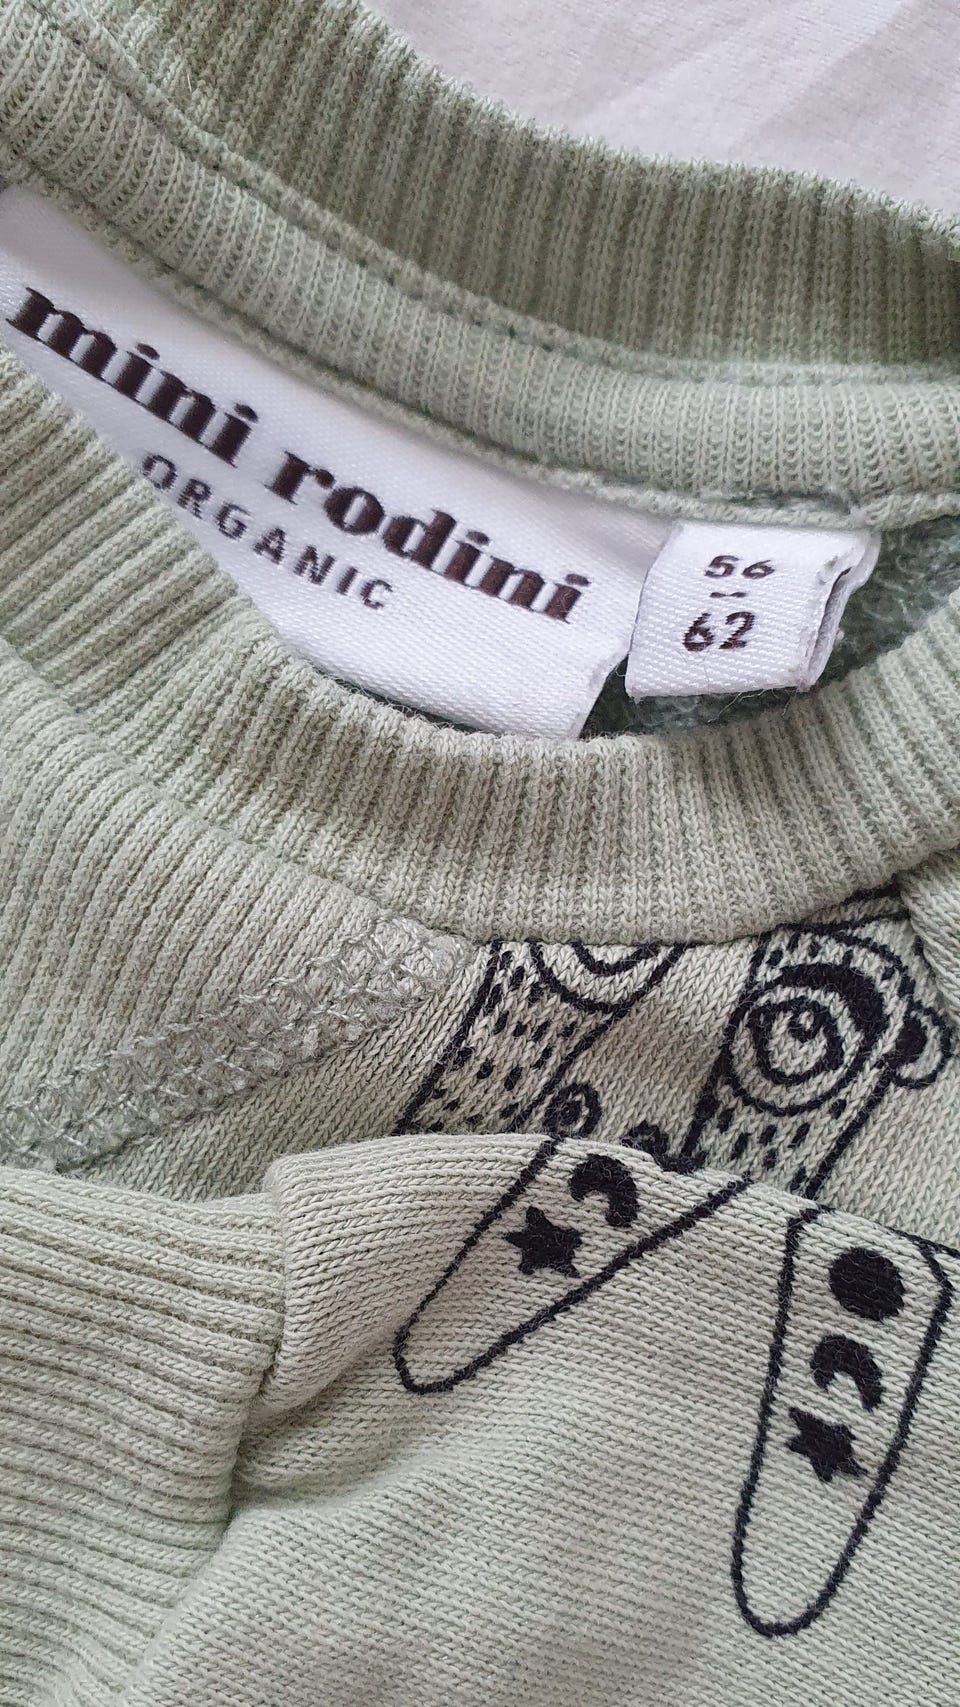 mini rodini
ORGANIC
56
–
62